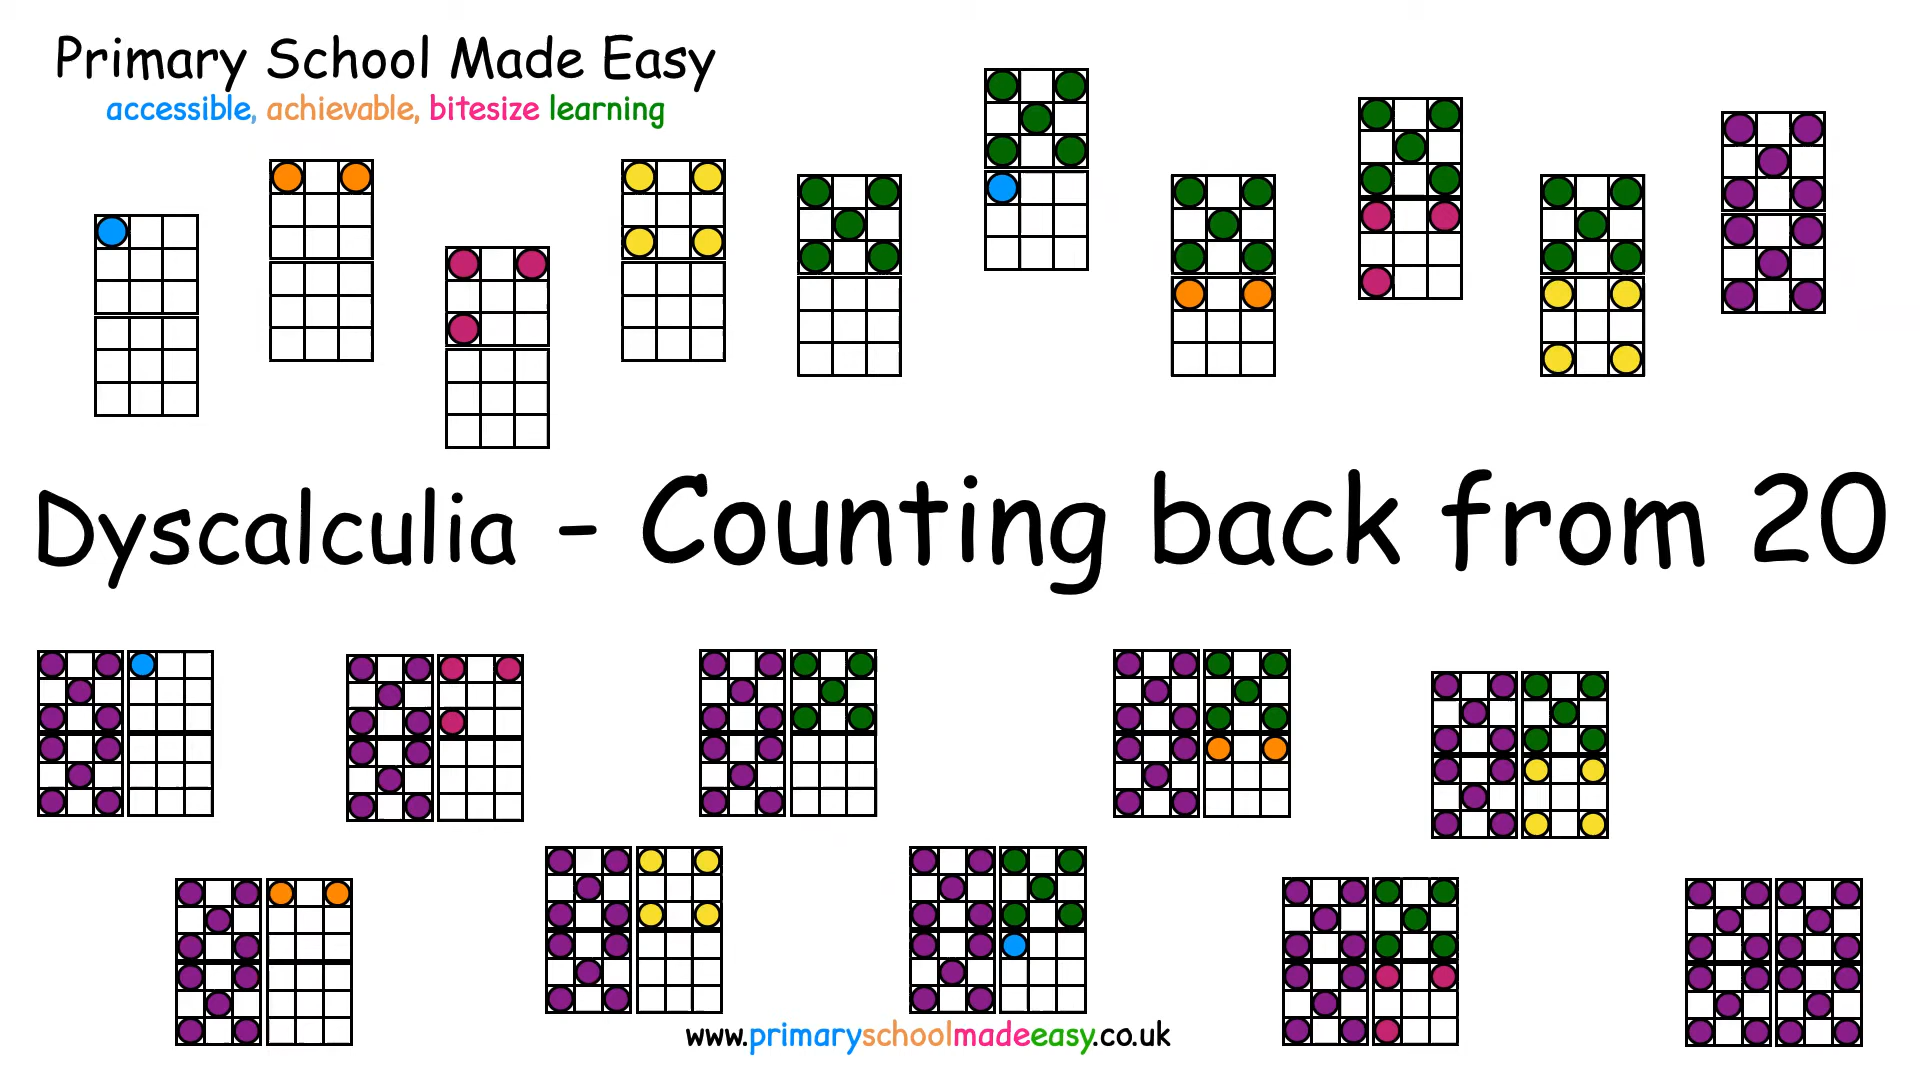 Primary School Made Easy
accessible, achievable, bitesize learning
Dyscalculia - Counting back from 20
www.primaryschoolmadeeasy.co.uk